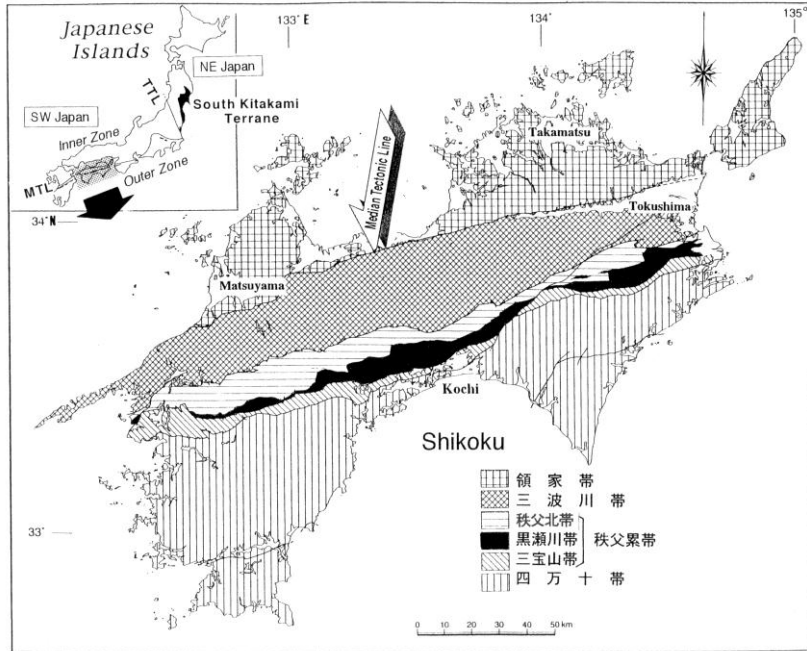 133°E
134°
135°
Japanese
Islands
NE Japan
TTL
South Kitakami
Terrane
SW Japan
Inner Zone
MTL
Outer Zone
34°N
Median Tectonic Line
Takamatsu
Tokushima
Matsuyama
Kochi
Shikoku
33°
領家帯
三波川帯
秩父北帯
黒瀬川帯
三宝山帯
秩父累帯
四万十帯
0 10 20 30 40 50 km